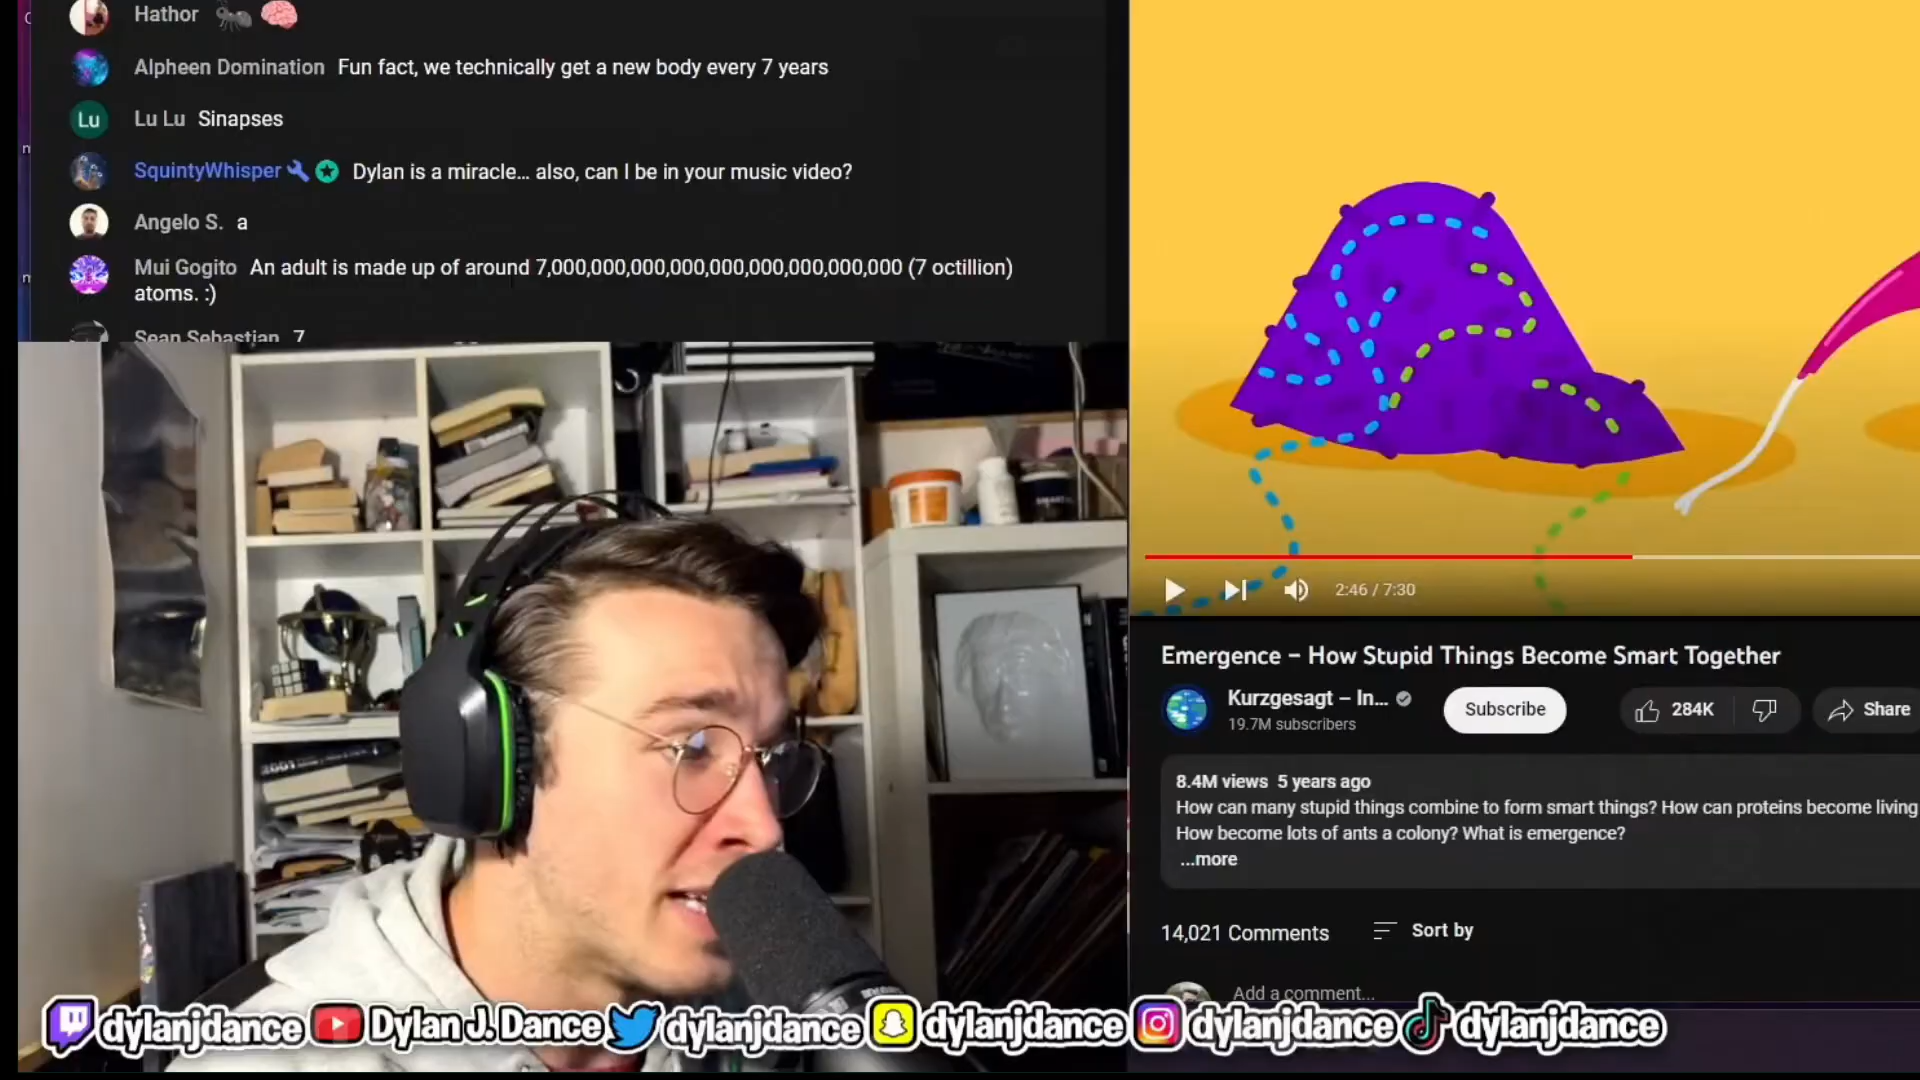 Hathor
Alpheen Domination Fun fact, we technically get a new body every 7 years
Lu Lu Lu Sinapses
SquintyWhisper Dylan is a miracle... also, can I be in your music video?
Angelo S. a
Mui Gogito An adult is made up of around 7,000,000,000,000,000,000,000,000,000 (7 octillion)
atoms. :)
Sean Sebastian 7
2:46 / 7:30
Emergence – How Stupid Things Become Smart Together
Kurzgesagt – In...
19.7M subscribers
Subscribe
284K
Share
8.4M views 5 years ago
How can many stupid things combine to form smart things? How can proteins become living
How become lots of ants a colony? What is emergence?
...more
14,021 Comments
Sort by
Add a comment...
2001
dylanjdance Dylan J. Dance dylanjdance dylanjdance dylanjdance dylanjdance